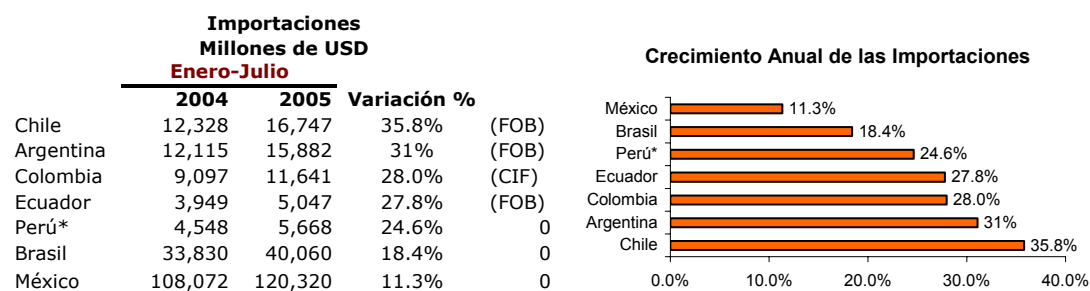 Importaciones
Millones de USD
Enero-Julio
2004 2005 Variación %
Chile 12,328 16,747 35.8% (FOB)
Argentina 12,115 15,882 31% (FOB)
Colombia 9,097 11,641 28.0% (CIF)
Ecuador 3,949 5,047 27.8% (FOB)
Perú* 4,548 5,668 24.6% 0
Brasil 33,830 40,060 18.4% 0
México 108,072 120,320 11.3% 0
Crecimiento Anual de las Importaciones
México 11.3%
Brasil 18.4%
Perú* 24.6%
Ecuador 27.8%
Colombia 28.0%
Argentina 31%
Chile 35.8%
0.0% 10.0% 20.0% 30.0% 40.0%